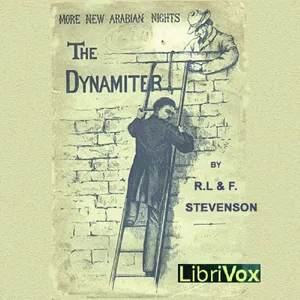 MORE NEW ARABIAN NIGHTS
THE
DYNAMITER
BY
R.L & F.
STEVENSON
LibriVox